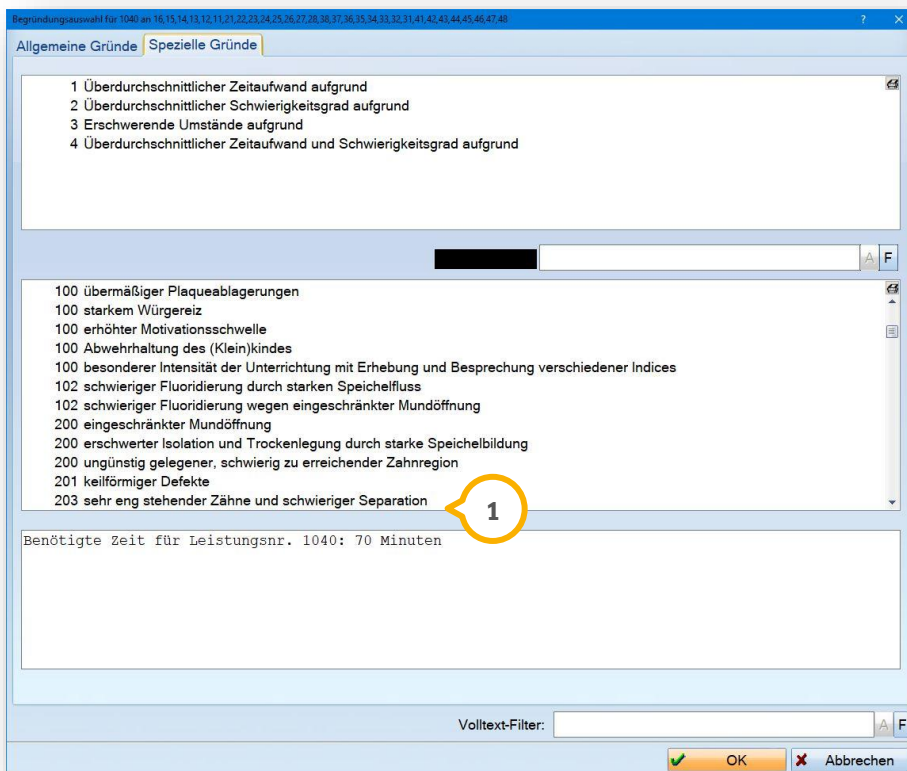 Begründungsauswahl für 1040 an 16,15,14,13,12,11,21,22,23,24,25,26,27,28,38,37,36,35,34,33,32,31,41,42,43,44,45,46,47,48
Allgemeine Gründe Spezielle Gründe
1 Überdurchschnittlicher Zeitaufwand aufgrund
2 Überdurchschnittlicher Schwierigkeitsgrad aufgrund
3 Erschwerende Umstände aufgrund
4 Überdurchschnittlicher Zeitaufwand und Schwierigkeitsgrad aufgrund
A F
100 übermäßiger Plaqueablagerungen
100 starkem Würgereiz
100 erhöhter Motivationsschwelle
100 Abwehrhaltung des (Klein)kindes
100 besonderer Intensität der Unterrichtung mit Erhebung und Besprechung verschiedener Indices
102 schwieriger Fluoridierung durch starken Speichelfluss
102 schwieriger Fluoridierung wegen eingeschränkter Mundöffnung
200 eingeschränkter Mundöffnung
200 erschwerter Isolation und Trockenlegung durch starke Speichelbildung
200 ungünstig gelegener, schwierig zu erreichender Zahnregion
201 keilförmiger Defekte
203 sehr eng stehender Zähne und schwieriger Separation
1
Benötigte Zeit für Leistungsnr. 1040: 70 Minuten
Volltext-Filter: A F
OK Abbrechen